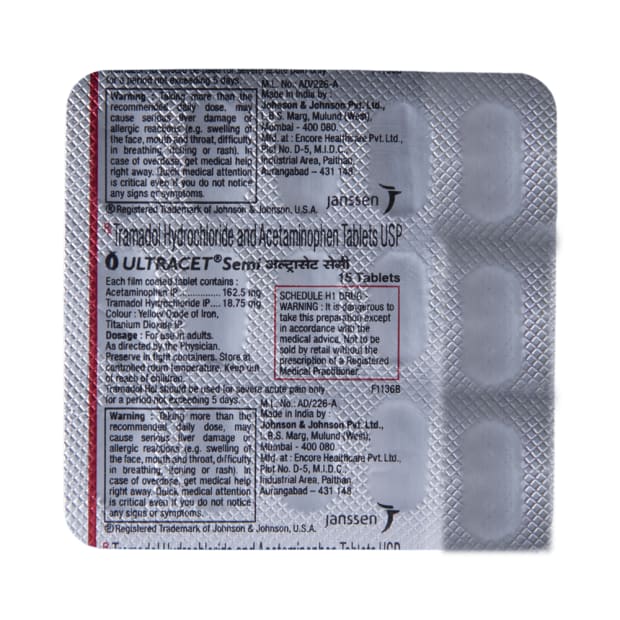 for a period not exceeding 5 days.
Warning : Taking more than the
recommended daily dose, may
cause serious liver damage or
allergic reactions (e.g. swelling of
the face, mouth and throat, difficulty
in breathing, itching or rash). In
case of overdose, get medical help
right away. Quick medical attention
is critical even if you do not notice
any signs or symptoms.
M.L. No.: AD/226-A
Made in India by :
Johnson & Johnson Pvt. Ltd.,
L.B.S. Marg, Mulund (West),
Mumbai - 400 080.
Mfd. at : Encore Healthcare Pvt. Ltd.,
Plot No. D-5, M.I.D.C.,
Industrial Area, Paithan,
Aurangabad – 431 148
janssen
® Registered Trademark of Johnson & Johnson, U.S.A.
Rx Tramadol Hydrochloride and Acetaminophen Tablets USP
ULTRACET® Semi अल्ट्रासेट सेमी
15 Tablets
Each film coated tablet contains :
Acetaminophen IP.............. 162.5 mg
Tramadol Hydrochloride IP.... 18.75 mg
Colour : Yellow Oxide of Iron,
Titanium Dioxide IP
Dosage : For use in adults.
As directed by the Physician.
Preserve in tight containers. Store at
controlled room temperature. Keep out
of reach of children.
SCHEDULE H1 DRUG
WARNING : It is dangerous to
take this preparation except
in accordance with the
medical advice. Not to be
sold by retail without the
prescription of a Registered
Medical Practitioner.
Tramadol Hcl should be used for severe acute pain only
for a period not exceeding 5 days.
F1136B
Warning : Taking more than the
recommended daily dose, may
cause serious liver damage or
allergic reactions (e.g. swelling of
the face, mouth and throat, difficulty
in breathing, itching or rash). In
case of overdose, get medical help
right away. Quick medical attention
is critical even if you do not notice
any signs or symptoms.
M.L. No.: AD/226-A
Made in India by :
Johnson & Johnson Pvt. Ltd.,
L.B.S. Marg, Mulund (West),
Mumbai - 400 080.
Mfd. at : Encore Healthcare Pvt. Ltd.,
Plot No. D-5, M.I.D.C.,
Industrial Area, Paithan,
Aurangabad – 431 148
janssen
® Registered Trademark of Johnson & Johnson, U.S.A.
Tramadol Hydrochloride and Acetaminophen Tablets USP